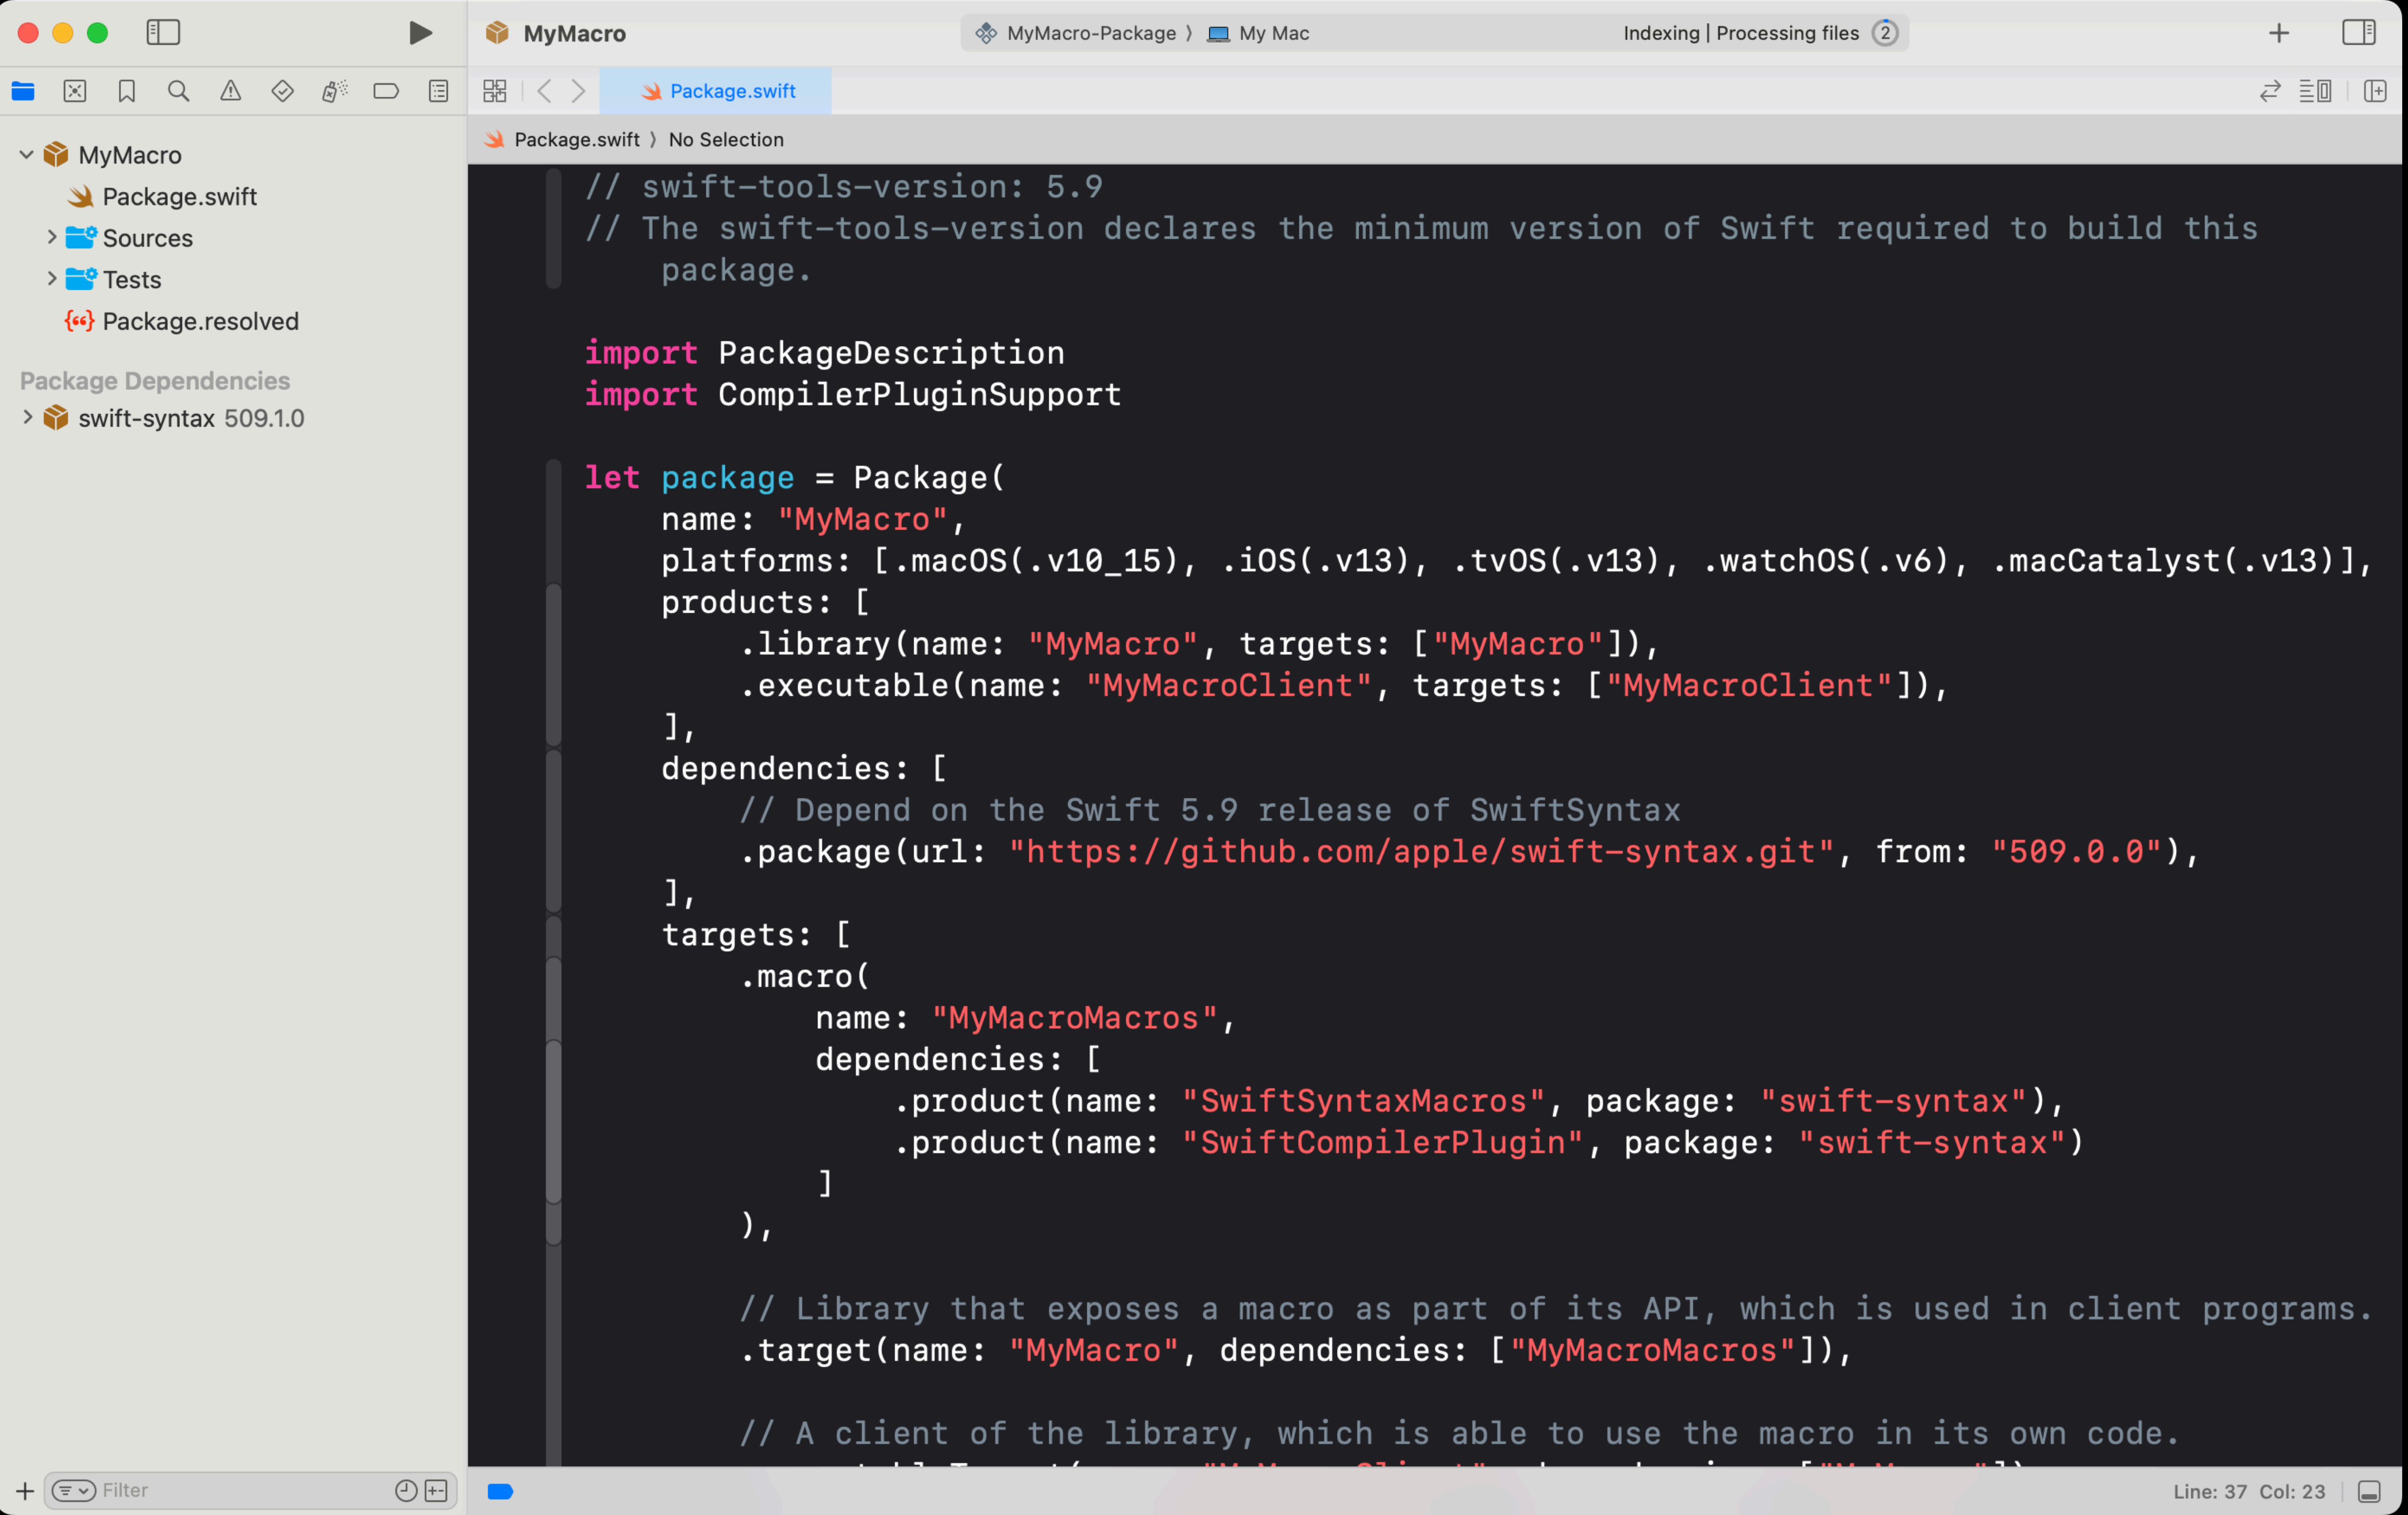 MyMacro
MyMacro-Package 〉 My Mac
Indexing | Processing files 2
Package.swift
Package.swift 〉 No Selection
MyMacro
Package.swift
Sources
Tests
Package.resolved
Package Dependencies
swift-syntax 509.1.0
// swift-tools-version: 5.9
// The swift-tools-version declares the minimum version of Swift required to build this
package.
import PackageDescription
import CompilerPluginSupport
let package = Package(
name: "MyMacro",
platforms: [.macOS(.v10_15), .iOS(.v13), .tvOS(.v13), .watchOS(.v6), .macCatalyst(.v13)],
products: [
.library(name: "MyMacro", targets: ["MyMacro"]),
.executable(name: "MyMacroClient", targets: ["MyMacroClient"]),
],
dependencies: [
// Depend on the Swift 5.9 release of SwiftSyntax
.package(url: "https://github.com/apple/swift-syntax.git", from: "509.0.0"),
],
targets: [
.macro(
name: "MyMacroMacros",
dependencies: [
.product(name: "SwiftSyntaxMacros", package: "swift-syntax"),
.product(name: "SwiftCompilerPlugin", package: "swift-syntax")
]
),
// Library that exposes a macro as part of its API, which is used in client programs.
.target(name: "MyMacro", dependencies: ["MyMacroMacros"]),
// A client of the library, which is able to use the macro in its own code.
Filter
Line: 37 Col: 23